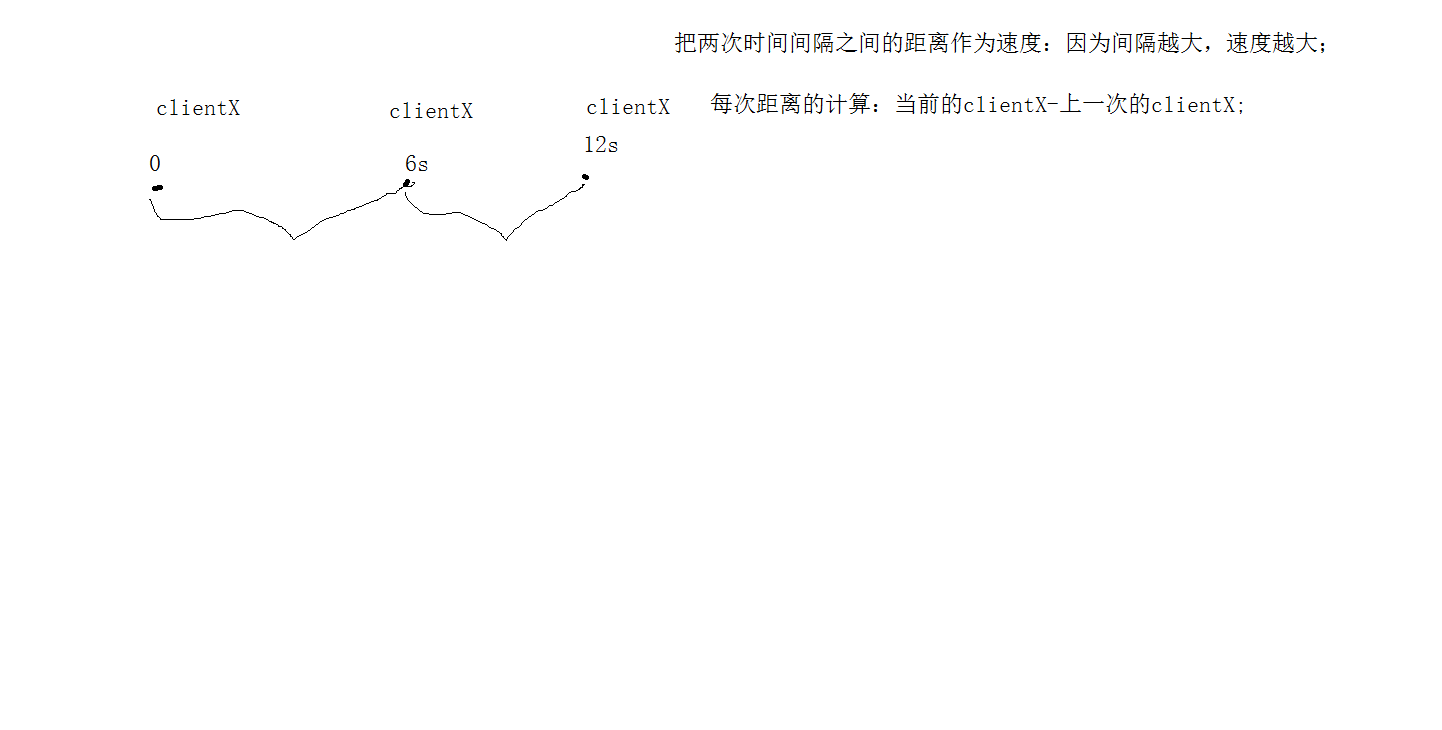 把两次时间间隔之间的距离作为速度：因为间隔越大，速度越大；
clientX
clientX
clientX
每次距离的计算：当前的clientX-上一次的clientX;
0
6s
12s